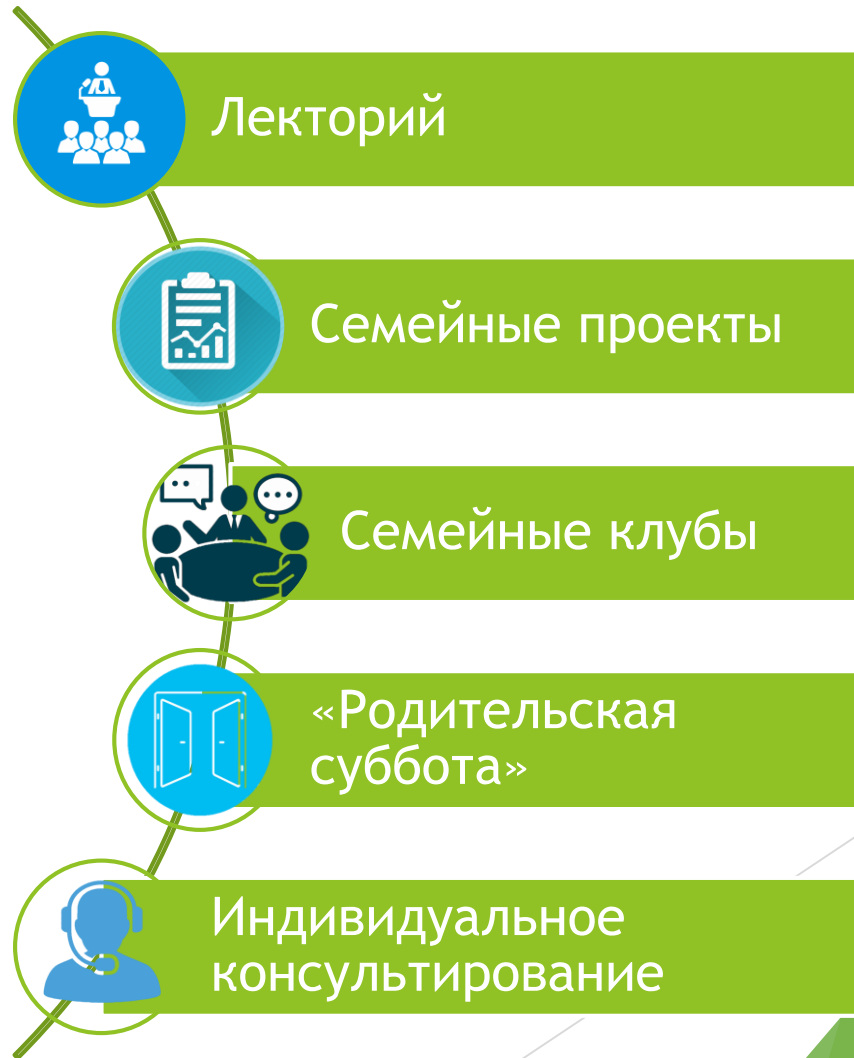 Лекторий
Семейные проекты
Семейные клубы
«Родительская
суббота»
Индивидуальное
консультирование